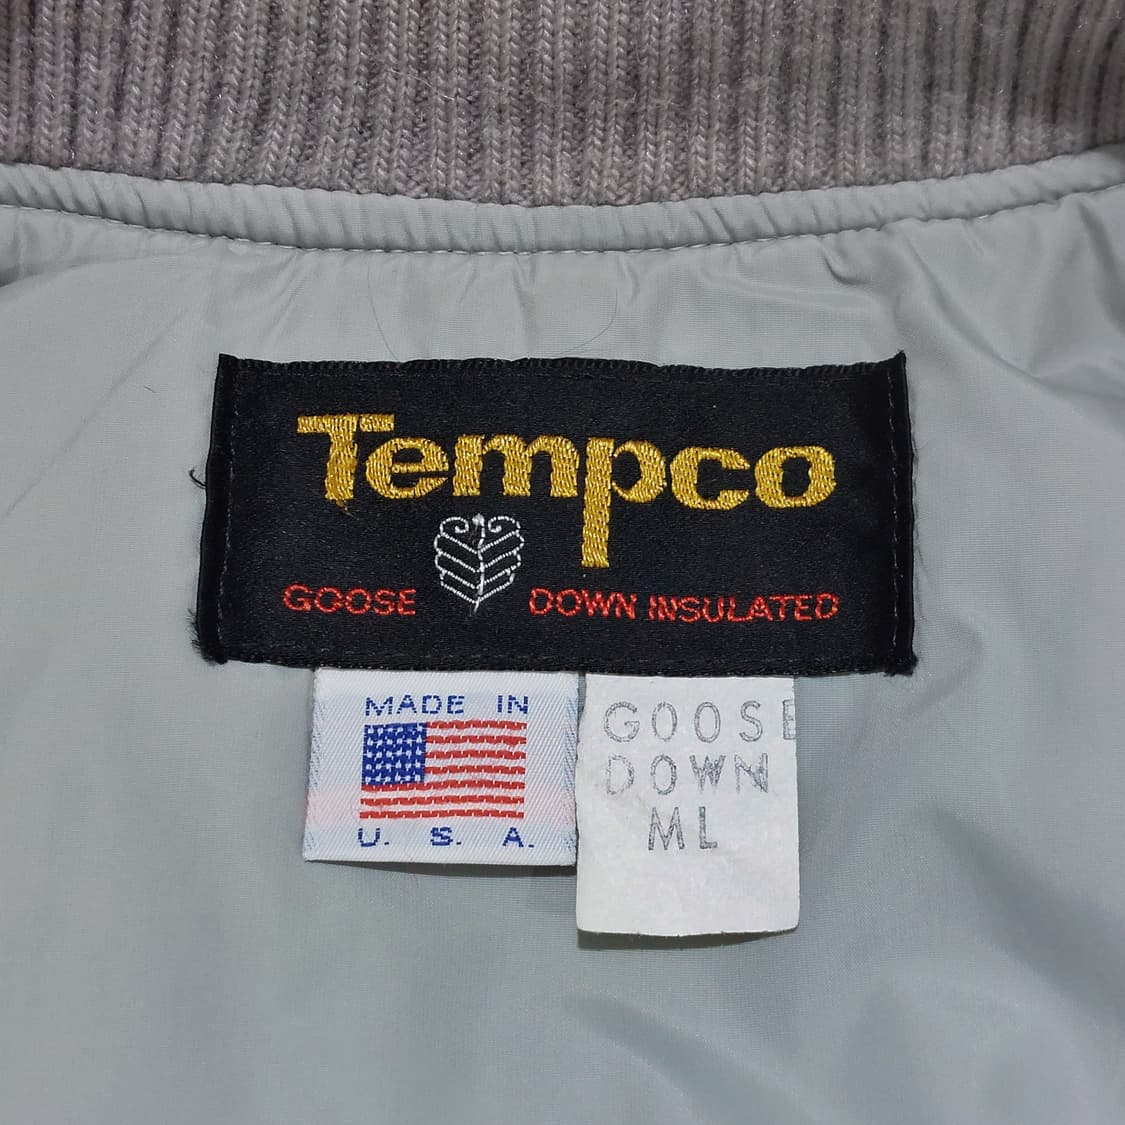 Tempco
GOOSE DOWN INSULATED
MADE IN
U. S. A.
GOOSE
DOWN
ML